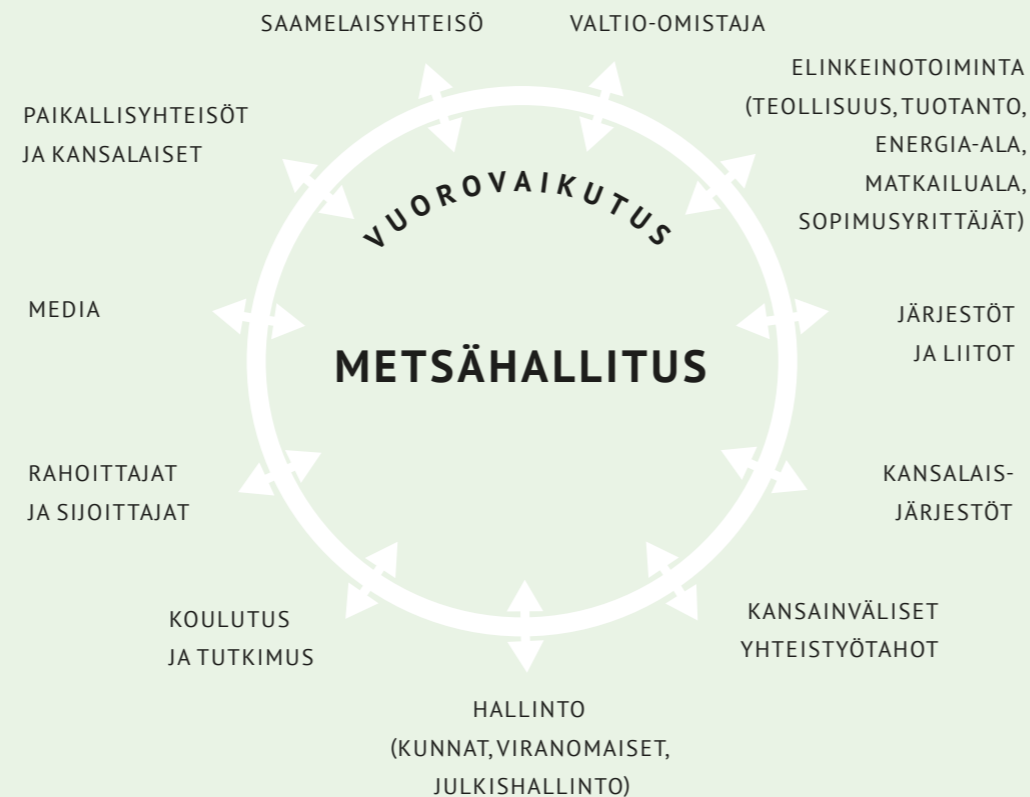 SAAMELAISYHTEISÖ
VALTIO-OMISTAJA
ELINKEINOTOIMINTA
(TEOLLISUUS, TUOTANTO,
ENERGIA-ALA,
MATKAILUALA,
SOPIMUSYRITTÄJÄT)
PAIKALLISYHTEISÖT
JA KANSALAISET
VUOROVAIKUTUS
MEDIA
JÄRJESTÖT
JA LIITOT
METSÄHALLITUS
RAHOITTAJAT
JA SIJOITTAJAT
KANSALAIS-
JÄRJESTÖT
KOULUTUS
JA TUTKIMUS
KANSAINVÄLISET
YHTEISTYÖTAHOT
HALLINTO
(KUNNAT, VIRANOMAISET,
JULKISHALLINTO)